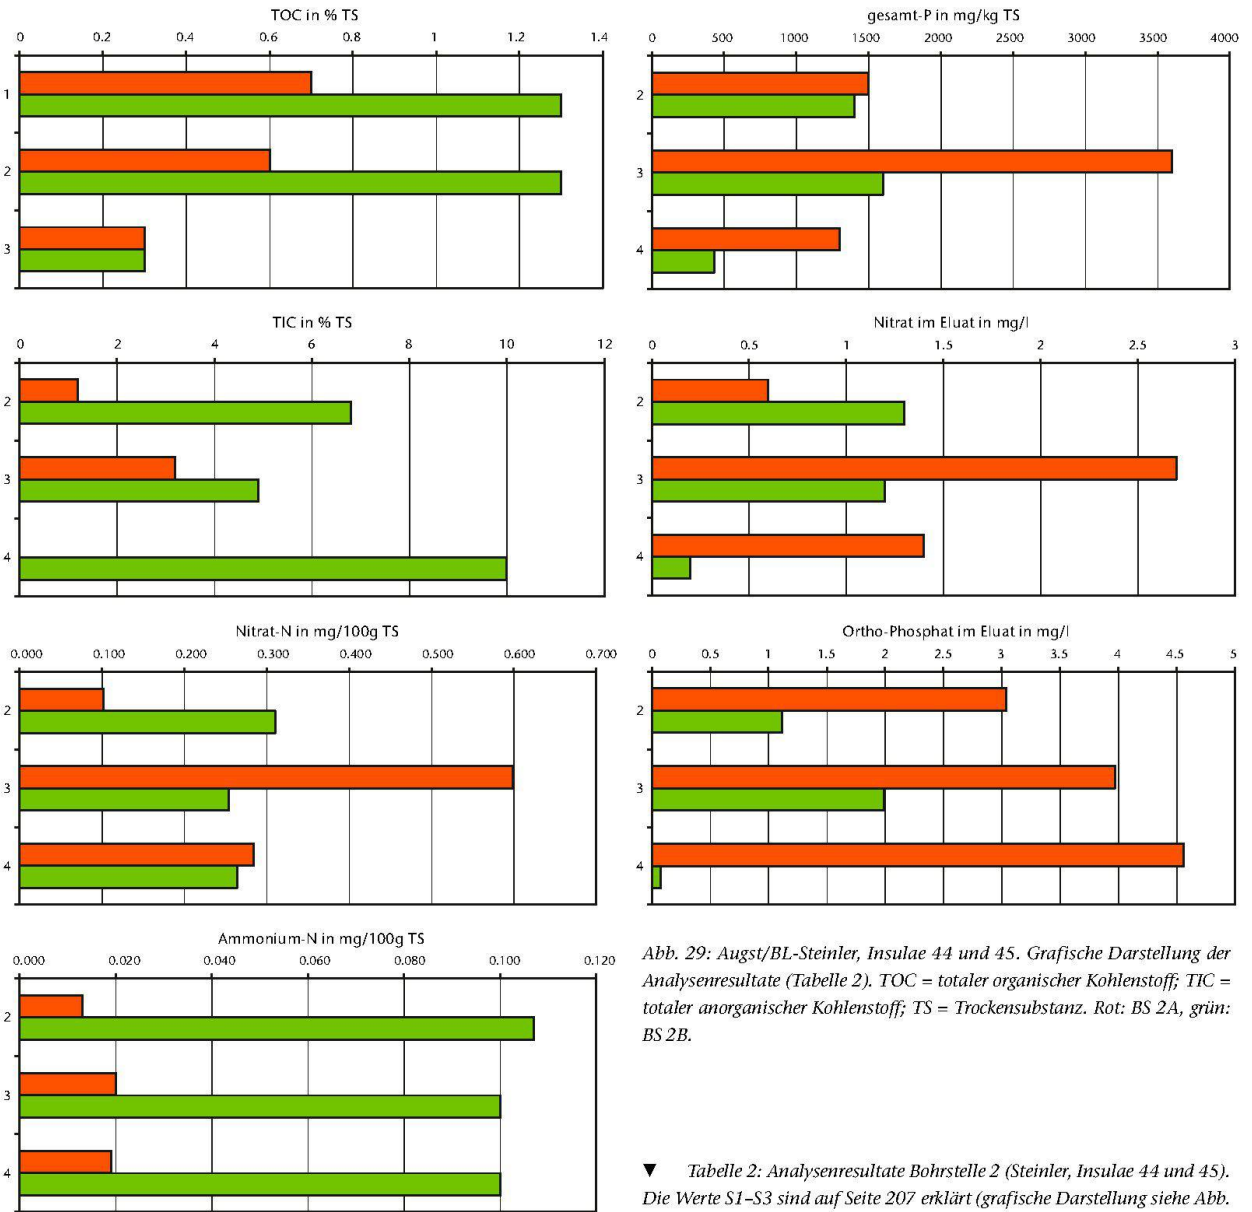 TOC in % TS
0 0.2 0.4 0.6 0.8 1 1.2 1.4
1
2
3
gesamt-P in mg/kg TS
0 500 1000 1500 2000 2500 3000 3500 4000
2
3
4
TIC in % TS
0 2 4 6 8 10 12
2
3
4
Nitrat im Eluat in mg/l
0 0.5 1 1.5 2 2.5 3
2
3
4
Nitrat-N in mg/100g TS
0.000 0.100 0.200 0.300 0.400 0.500 0.600 0.700
2
3
4
Ortho-Phosphat im Eluat in mg/l
0 0.5 1 1.5 2 2.5 3 3.5 4 4.5 5
2
3
4
Ammonium-N in mg/100g TS
0.000 0.020 0.040 0.060 0.080 0.100 0.120
2
3
4
Abb. 29: Augst/BL-Steinler, Insulae 44 und 45. Grafische Darstellung der
Analysenresultate (Tabelle 2). TOC = totaler organischer Kohlenstoff; TIC =
totaler anorganischer Kohlenstoff; TS = Trockensubstanz. Rot: BS 2A, grün:
BS 2B.
▼ Tabelle 2: Analysenresultate Bohrstelle 2 (Steinler, Insulae 44 und 45).
Die Werte S1–S3 sind auf Seite 207 erklärt (grafische Darstellung siehe Abb.